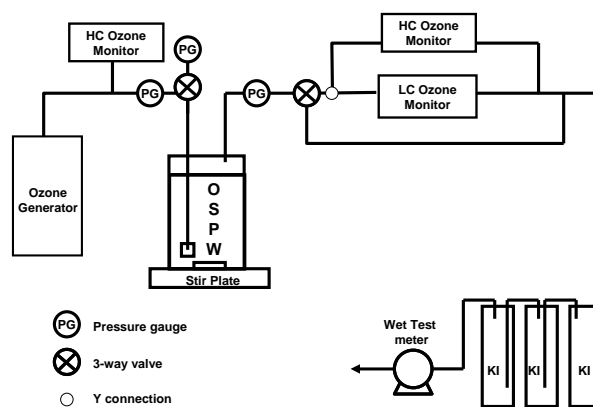 HC Ozone
Monitor
PG
HC Ozone
Monitor
PG
PG
LC Ozone
Monitor
Ozone
Generator
O
S
P
W
Stir Plate
PG Pressure gauge
3-way valve
Y connection
Wet Test
meter
KI
KI
KI